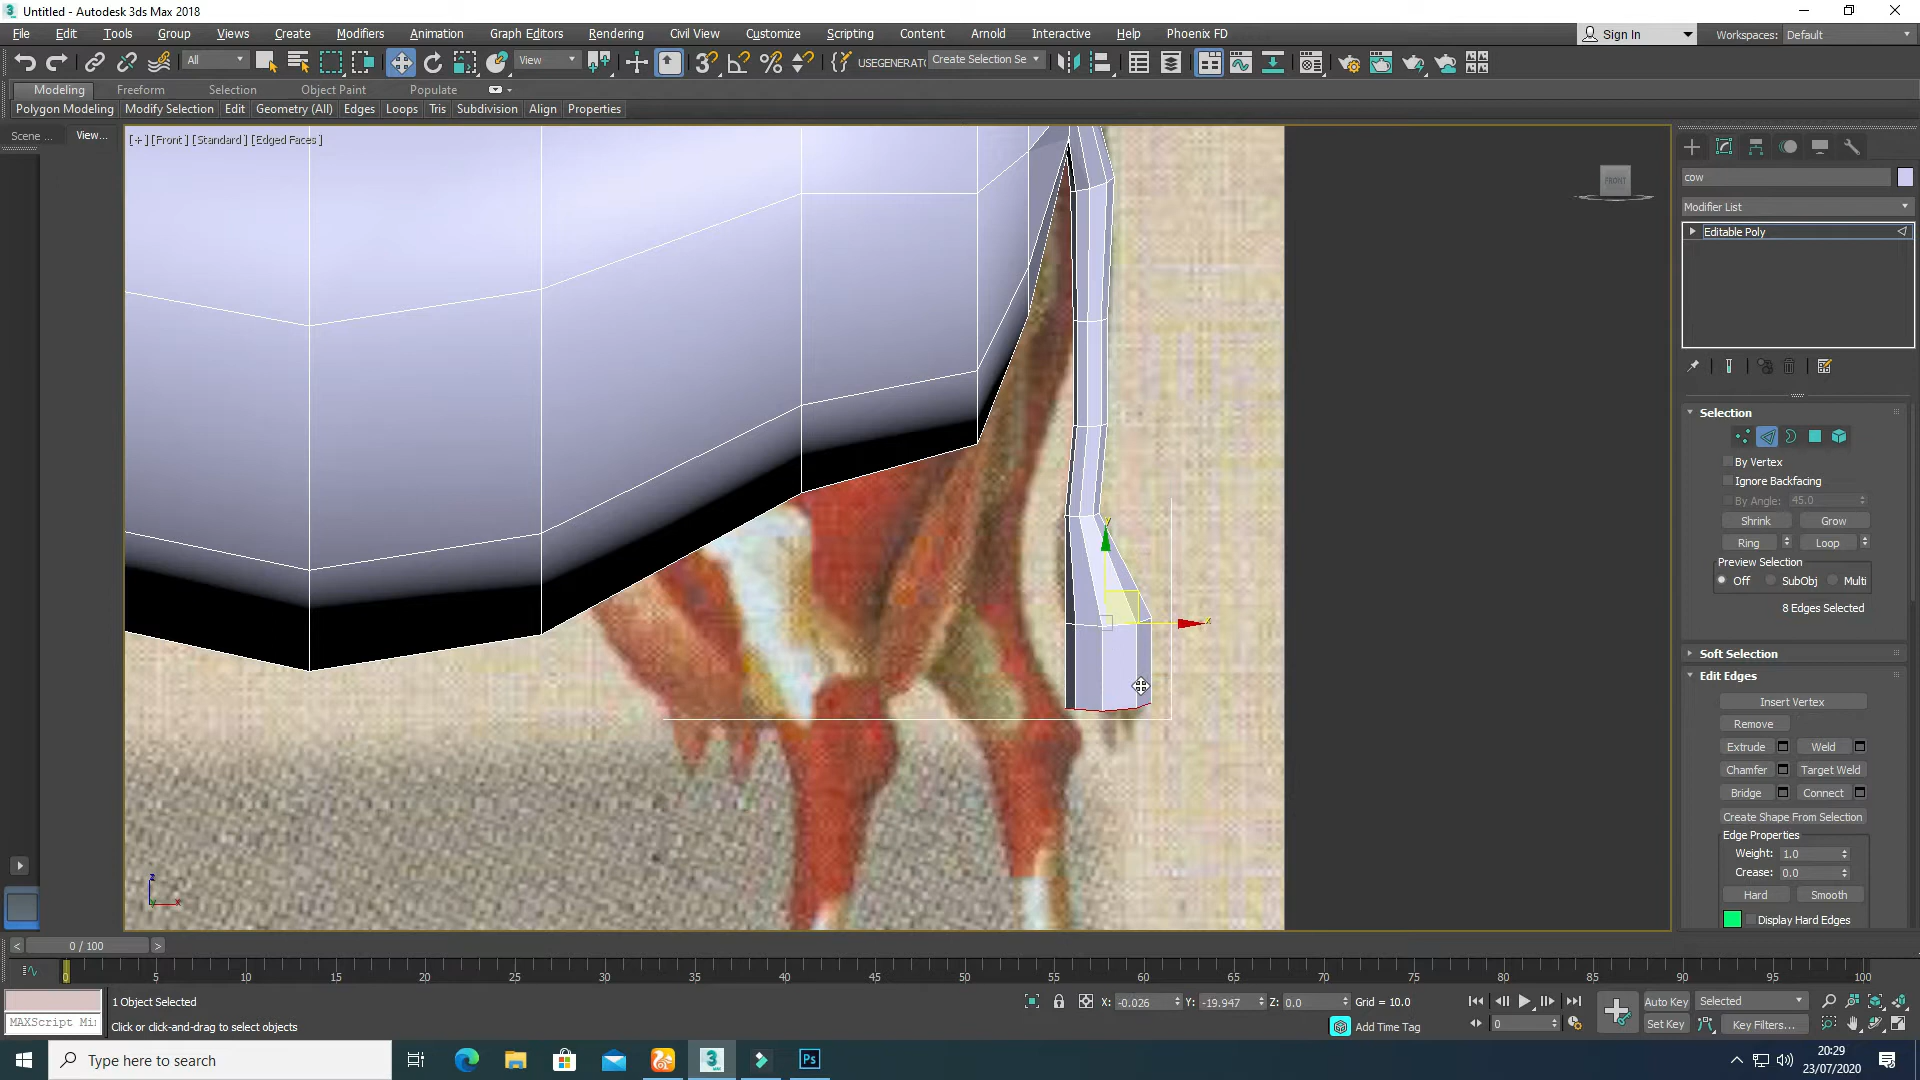 Untitled - Autodesk 3ds Max 2018
File Edit Tools Group Views Create Modifiers Animation Graph Editors Rendering Civil View Customize Scripting Content Arnold Interactive Help Phoenix FD Sign In Workspaces: Default
All View USEGENERAT Create Selection Se
Modeling Freeform Selection Object Paint Populate
Polygon Modeling Modify Selection Edit Geometry (All) Edges Loops Tris Subdivision Align Properties
Scene ... View...
[+] [Front] [Standard] [Edged Faces]
FRONT
cow
Modifier List
Editable Poly
Selection
By Vertex
Ignore Backfacing
By Angle: 45.0
Shrink Grow
Ring Loop
Preview Selection
Off SubObj Multi
8 Edges Selected
Soft Selection
Edit Edges
Insert Vertex
Remove
Extrude Weld
Chamfer Target Weld
Bridge Connect
Create Shape From Selection
Edge Properties
Weight: 1.0
Crease: 0.0
Hard Smooth
Display Hard Edges
y
x
z
x
< 0 / 100 >
0 5 10 15 20 25 30 35 40 45 50 55 60 65 70 75 80 85 90 95 100
1 Object Selected
X: -0.026 Y: -19.947 Z: 0.0 Grid = 10.0
Auto Key Selected
MAXScript Mi
Click or click-and-drag to select objects
Add Time Tag
0
Set Key Key Filters...
Type here to search
3
Ps
20:29
23/07/2020